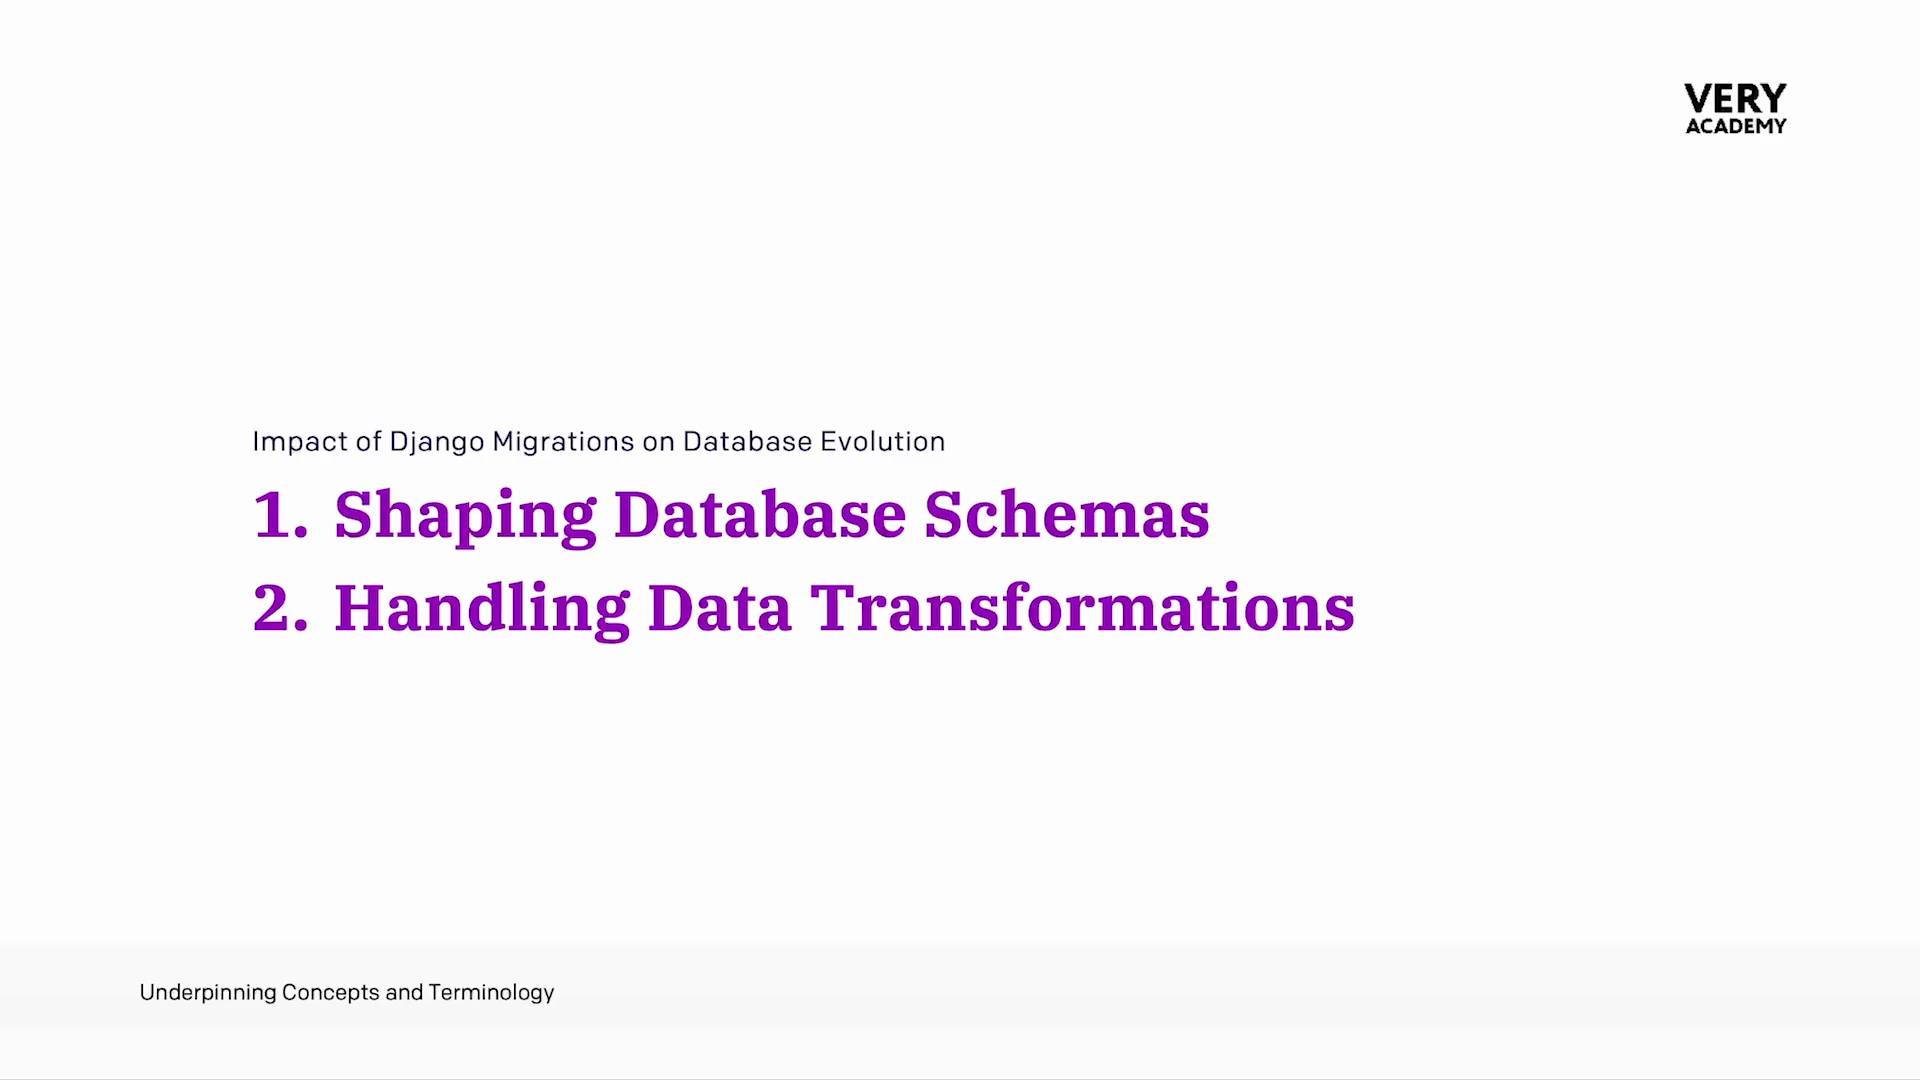 VERY
ACADEMY
Impact of Django Migrations on Database Evolution
1. Shaping Database Schemas
2. Handling Data Transformations
Underpinning Concepts and Terminology